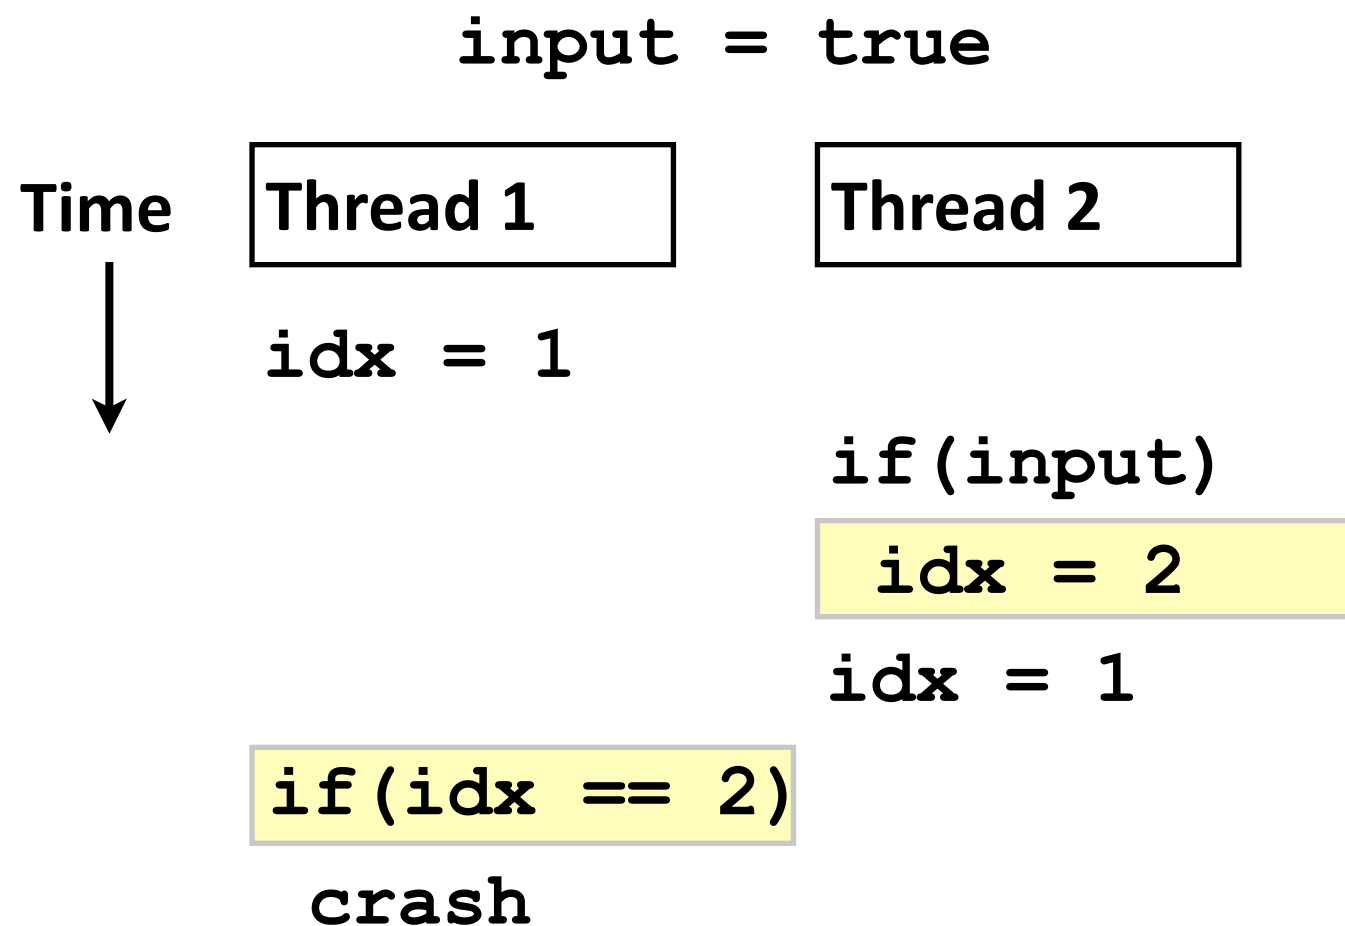 input = true
Time
Thread 1
Thread 2
idx = 1
if(input)
idx = 2
idx = 1
if(idx == 2)
crash